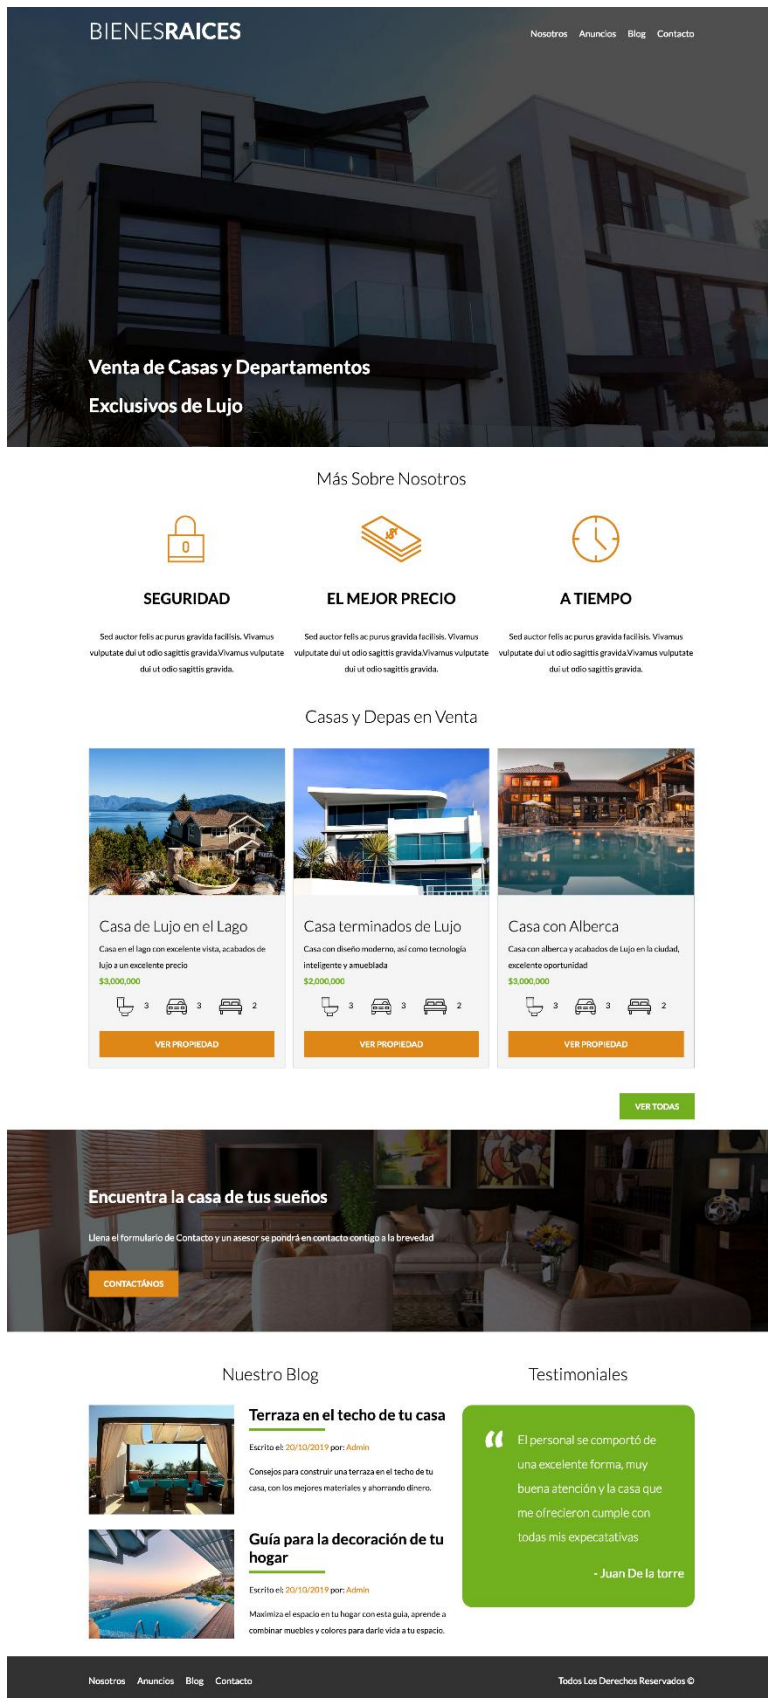 BIENESRAICES
Nosotros Anuncios Blog Contacto
Venta de Casas y Departamentos
Exclusivos de Lujo
Más Sobre Nosotros
SEGURIDAD
Sed auctor felis ac purus gravida facilisis. Vivamus
vulputate dui ut odio sagittis gravida.Vivamus vulputate
dui ut odio sagittis gravida.
EL MEJOR PRECIO
Sed auctor felis ac purus gravida facilisis. Vivamus
vulputate dui ut odio sagittis gravida.Vivamus vulputate
dui ut odio sagittis gravida.
A TIEMPO
Sed auctor felis ac purus gravida facilisis. Vivamus
vulputate dui ut odio sagittis gravida.Vivamus vulputate
dui ut odio sagittis gravida.
Casas y Depas en Venta
Casa de Lujo en el Lago
Casa en el lago con excelente vista, acabados de
lujo a un excelente precio
$3,000,000
3 3 2
VER PROPIEDAD
Casa terminados de Lujo
Casa con diseño moderno, así como tecnología
inteligente y amueblada
$2,000,000
3 3 2
VER PROPIEDAD
Casa con Alberca
Casa con alberca y acabados de Lujo en la ciudad,
excelente oportunidad
$3,000,000
3 3 2
VER PROPIEDAD
VER TODAS
Encuentra la casa de tus sueños
Llena el formulario de Contacto y un asesor se pondrá en contacto contigo a la brevedad
CONTACTÁNOS
Nuestro Blog
Terraza en el techo de tu casa
Escrito el: 20/10/2019 por: Admin
Consejos para construir una terraza en el techo de tu
casa, con los mejores materiales y ahorrando dinero.
Guía para la decoración de tu
hogar
Escrito el: 20/10/2019 por: Admin
Maximiza el espacio en tu hogar con esta guia, aprende a
combinar muebles y colores para darle vida a tu espacio.
Testimoniales
“ El personal se comportó de
una excelente forma, muy
buena atención y la casa que
me ofrecieron cumple con
todas mis expecatativas
- Juan De la torre
Nosotros Anuncios Blog Contacto
Todos Los Derechos Reservados ©